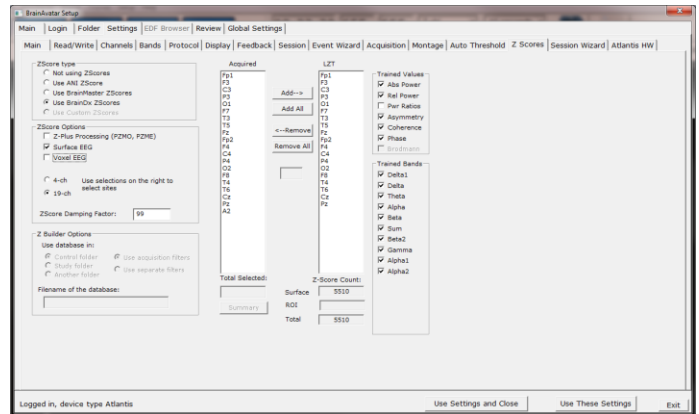 BrainAvatar Setup
Main Login Folder Settings EDF Browser Review Global Settings
Main Read/Write Channels Bands Protocol Display Feedback Session Event Wizard Acquisition Montage Auto Threshold Z Scores Session Wizard Atlantis HW
ZScore type
Not using ZScores
Use ANI ZScore
Use BrainMaster ZScores
Use BrainDx ZScores
Use Custom ZScores
ZScore Options
Z-Plus Processing (PZMO, PZME)
Surface EEG
Voxel EEG
4-ch
19-ch
Use selections on the right to
select sites
ZScore Damping Factor: 99
Z Builder Options
Use database in:
Control folder
Study folder
Another folder
Use acquisition filters
Use separate filters
Filename of the database:
Acquired
Fp1
F3
C3
P3
O1
F7
T3
T5
Fz
Fp2
F4
C4
P4
O2
F8
T4
T6
Cz
Pz
A2
Total Selected:
Summary
Add-->
Add All
<--Remove
Remove All
LZT
Fp1
F3
C3
P3
O1
F7
T3
T5
Fz
Fp2
F4
C4
P4
O2
F8
T4
T6
Cz
Pz
Z-Score Count:
Surface 5510
ROI
Total 5510
Trained Values
Abs Power
Rel Power
Pwr Ratios
Asymmetry
Coherence
Phase
Brodmann
Trained Bands
Delta1
Delta
Theta
Alpha
Beta
Sum
Beta2
Gamma
Alpha1
Alpha2
Logged in, device type Atlantis
Use Settings and Close
Use These Settings
Exit